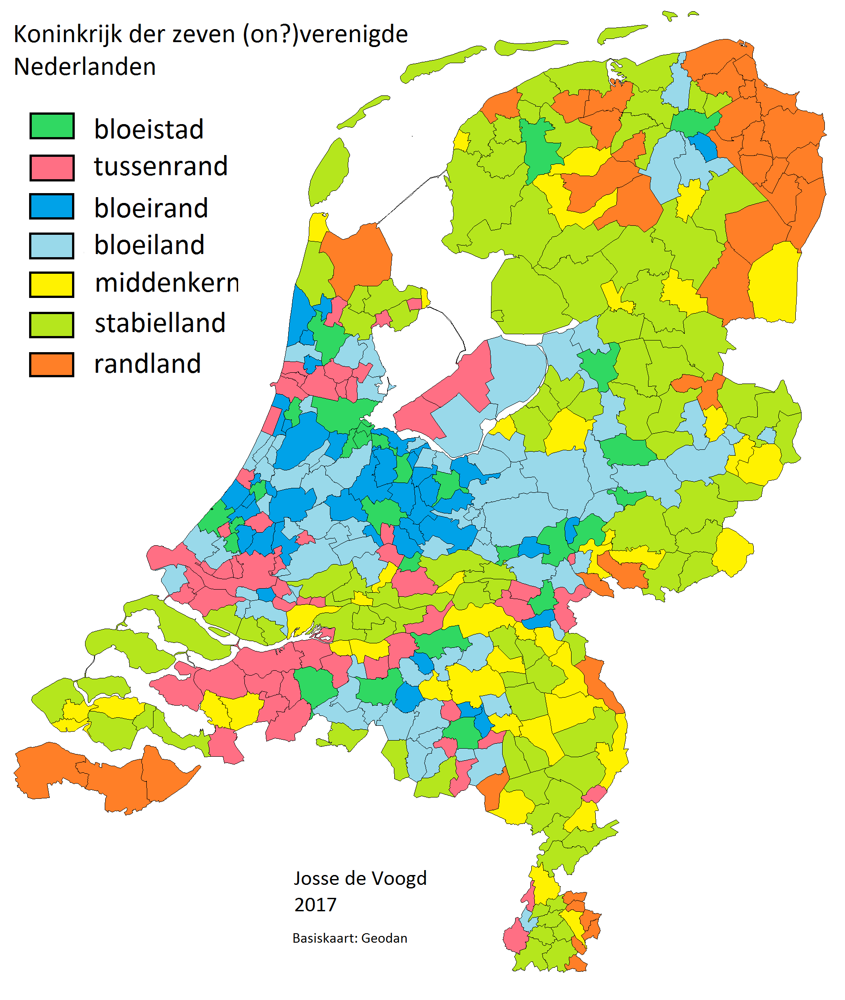 Koninkrijk der zeven (on?)verenigde
Nederlanden
bloeistad
tussenrand
bloeirand
bloeiland
middenkern
stabielland
randland
Josse de Voogd
2017
Basiskaart: Geodan